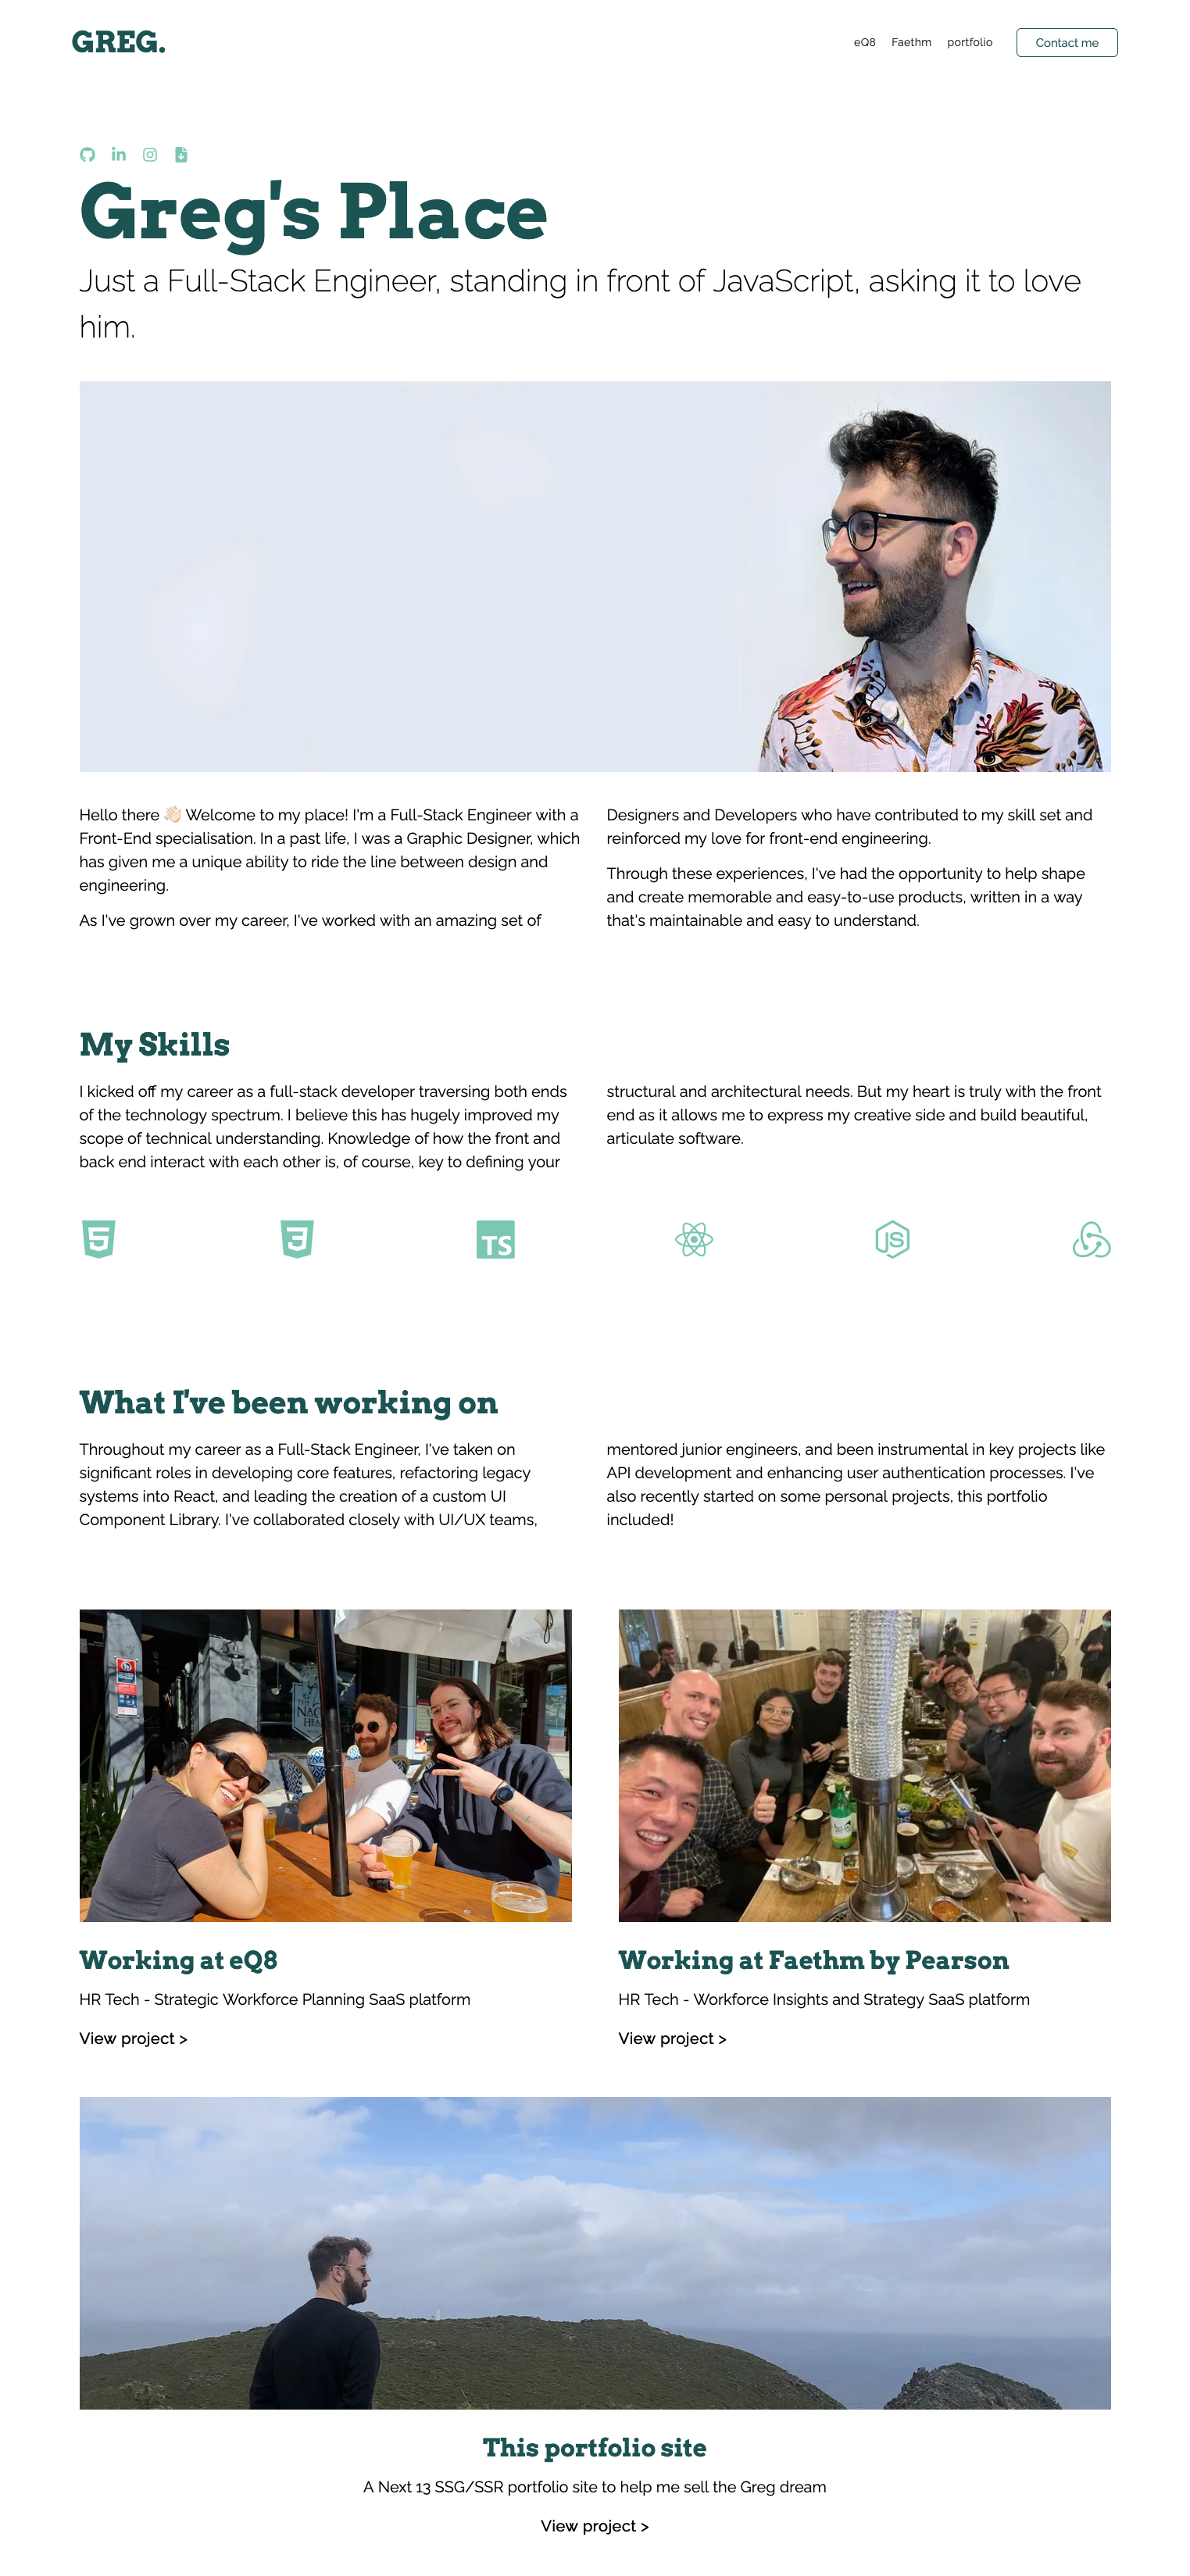 GREG.
eQ8 Faethm portfolio Contact me
Greg's Place
Just a Full-Stack Engineer, standing in front of JavaScript, asking it to love
him.
Hello there 👋🏻 Welcome to my place! I'm a Full-Stack Engineer with a
Front-End specialisation. In a past life, I was a Graphic Designer, which
has given me a unique ability to ride the line between design and
engineering.
As I've grown over my career, I've worked with an amazing set of
Designers and Developers who have contributed to my skill set and
reinforced my love for front-end engineering.
Through these experiences, I've had the opportunity to help shape
and create memorable and easy-to-use products, written in a way
that's maintainable and easy to understand.
My Skills
I kicked off my career as a full-stack developer traversing both ends
of the technology spectrum. I believe this has hugely improved my
scope of technical understanding. Knowledge of how the front and
back end interact with each other is, of course, key to defining your
structural and architectural needs. But my heart is truly with the front
end as it allows me to express my creative side and build beautiful,
articulate software.
5 3 TS JS
What I've been working on
Throughout my career as a Full-Stack Engineer, I've taken on
significant roles in developing core features, refactoring legacy
systems into React, and leading the creation of a custom UI
Component Library. I've collaborated closely with UI/UX teams,
mentored junior engineers, and been instrumental in key projects like
API development and enhancing user authentication processes. I've
also recently started on some personal projects, this portfolio
included!
Working at eQ8
HR Tech - Strategic Workforce Planning SaaS platform
View project >
Working at Faethm by Pearson
HR Tech - Workforce Insights and Strategy SaaS platform
View project >
This portfolio site
A Next 13 SSG/SSR portfolio site to help me sell the Greg dream
View project >